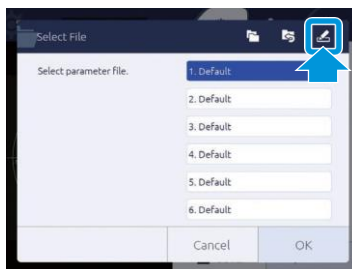 Select File
Select parameter file.
1. Default
2. Default
3. Default
4. Default
5. Default
6. Default
Cancel
OK